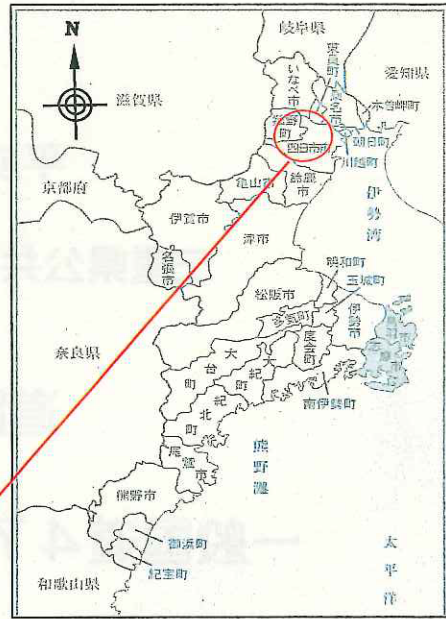 岐阜県
N
愛知県
滋賀県
いなべ市
東員町
桑名市
木曽岬町
朝日町
川越町
菰野町
四日市市
京都府
亀山市
鈴鹿市
伊勢湾
伊賀市
津市
名張市
明和町
玉城町
松阪市
多気町
伊勢市
度会町
奈良県
大台町
大紀町
紀北町
南伊勢町
尾鷲市
熊野灘
熊野市
御浜町
紀宝町
和歌山県
太平洋